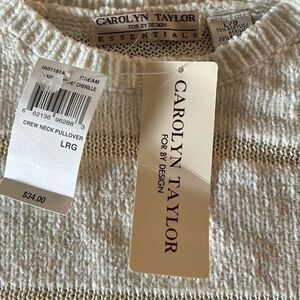 CAROLYN TAYLOR
FOR BY DESIGN
ESSENTIALS
L/G
CREAM
CHENILLE
6 62136 96288 3
CREW NECK PULLOVER
LRG
$34.00
CAROLYN TAYLOR
FOR BY DESIGN